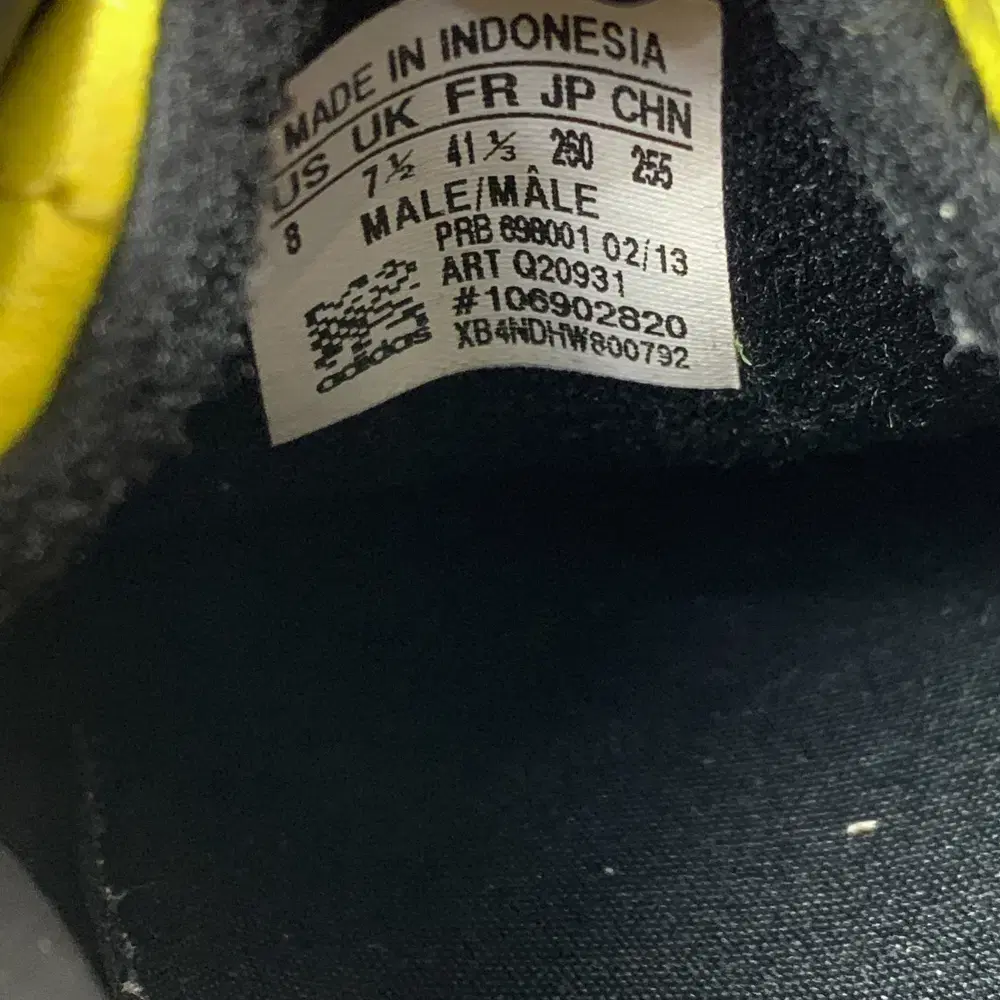 MADE IN INDONESIA
US UK FR JP CHN
8 7½ 41⅓ 260 255
MALE/MÂLE
PRB 698001 02/13
ART Q20931
#106902820
XB4NDHW800792
adidas